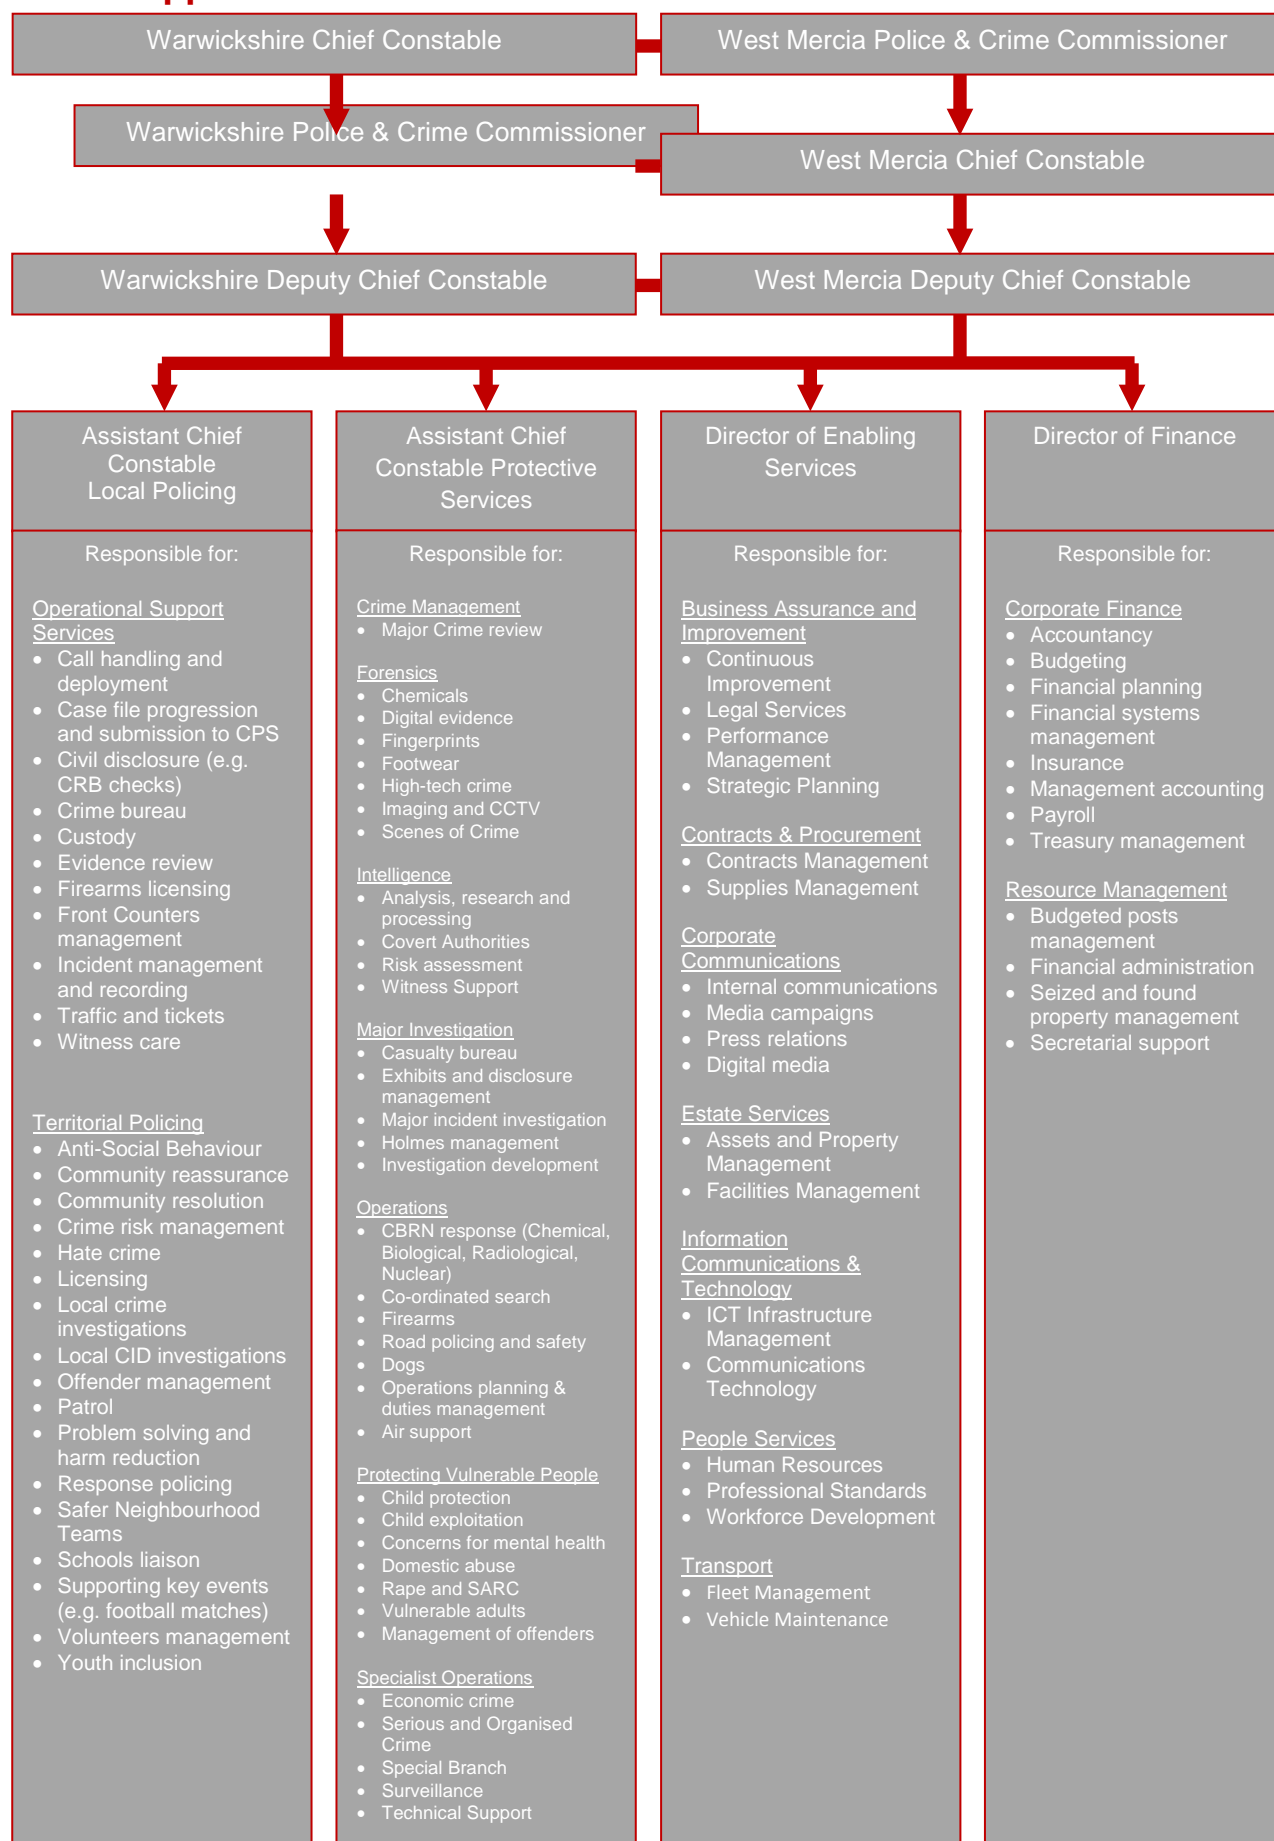 Warwickshire Chief Constable
West Mercia Police & Crime Commissioner
Warwickshire Police & Crime Commissioner
West Mercia Chief Constable
Warwickshire Deputy Chief Constable
West Mercia Deputy Chief Constable
Assistant Chief
Constable
Local Policing
Responsible for:
Operational Support
Services
• Call handling and
deployment
• Case file progression
and submission to CPS
• Civil disclosure (e.g.
CRB checks)
• Crime bureau
• Custody
• Evidence review
• Firearms licensing
• Front Counters
management
• Incident management
and recording
• Traffic and tickets
• Witness care
Territorial Policing
• Anti-Social Behaviour
• Community reassurance
• Community resolution
• Crime risk management
• Hate crime
• Licensing
• Local crime
investigations
• Local CID investigations
• Offender management
• Patrol
• Problem solving and
harm reduction
• Response policing
• Safer Neighbourhood
Teams
• Schools liaison
• Supporting key events
(e.g. football matches)
• Volunteers management
• Youth inclusion
Assistant Chief
Constable Protective
Services
Responsible for:
Crime Management
• Major Crime review
Forensics
• Chemicals
• Digital evidence
• Fingerprints
• Footwear
• High-tech crime
• Imaging and CCTV
• Scenes of Crime
Intelligence
• Analysis, research and
processing
• Covert Authorities
• Risk assessment
• Witness Support
Major Investigation
• Casualty bureau
• Exhibits and disclosure
management
• Major incident investigation
• Holmes management
• Investigation development
Operations
• CBRN response (Chemical,
Biological, Radiological,
Nuclear)
• Co-ordinated search
• Firearms
• Road policing and safety
• Dogs
• Operations planning &
duties management
• Air support
Protecting Vulnerable People
• Child protection
• Child exploitation
• Concerns for mental health
• Domestic abuse
• Rape and SARC
• Vulnerable adults
• Management of offenders
Specialist Operations
• Economic crime
• Serious and Organised
Crime
• Special Branch
• Surveillance
• Technical Support
Director of Enabling
Services
Responsible for:
Business Assurance and
Improvement
• Continuous
Improvement
• Legal Services
• Performance
Management
• Strategic Planning
Contracts & Procurement
• Contracts Management
• Supplies Management
Corporate
Communications
• Internal communications
• Media campaigns
• Press relations
• Digital media
Estate Services
• Assets and Property
Management
• Facilities Management
Information
Communications &
Technology
• ICT Infrastructure
Management
• Communications
Technology
People Services
• Human Resources
• Professional Standards
• Workforce Development
Transport
• Fleet Management
• Vehicle Maintenance
Director of Finance
Responsible for:
Corporate Finance
• Accountancy
• Budgeting
• Financial planning
• Financial systems
management
• Insurance
• Management accounting
• Payroll
• Treasury management
Resource Management
• Budgeted posts
management
• Financial administration
• Seized and found
property management
• Secretarial support